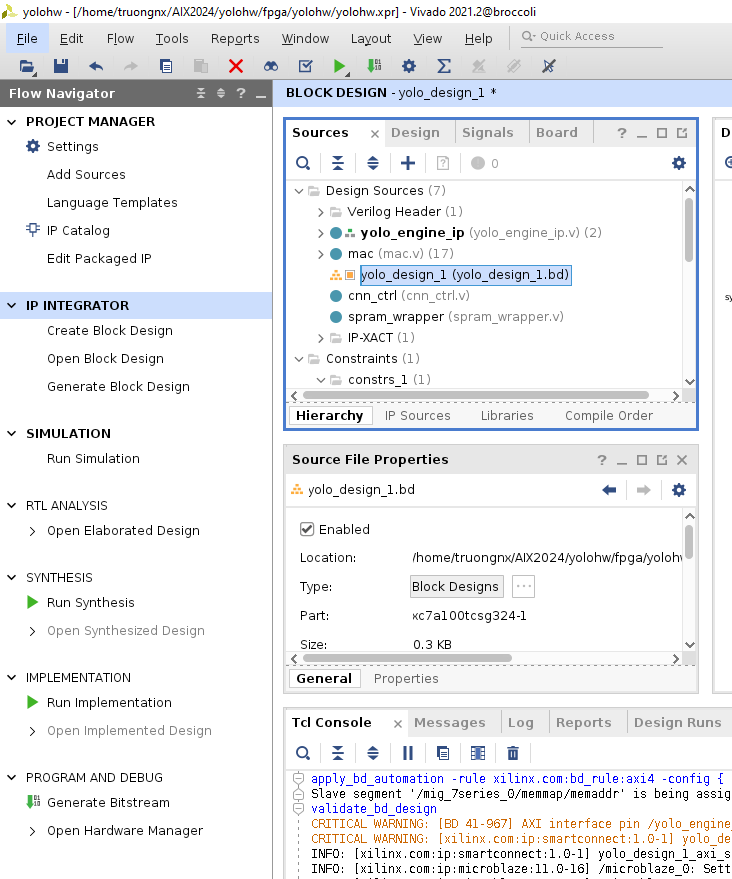 yolohw - [/home/truongnx/AIX2024/yolohw/fpga/yolohw/yolohw.xpr] - Vivado 2021.2@broccoli
File Edit Flow Tools Reports Window Layout View Help Quick Access
Flow Navigator
PROJECT MANAGER
Settings
Add Sources
Language Templates
IP Catalog
Edit Packaged IP
IP INTEGRATOR
Create Block Design
Open Block Design
Generate Block Design
SIMULATION
Run Simulation
RTL ANALYSIS
Open Elaborated Design
SYNTHESIS
Run Synthesis
Open Synthesized Design
IMPLEMENTATION
Run Implementation
Open Implemented Design
PROGRAM AND DEBUG
Generate Bitstream
Open Hardware Manager
BLOCK DESIGN - yolo_design_1 *
Sources Design Signals Board
0
Design Sources (7)
Verilog Header (1)
yolo_engine_ip (yolo_engine_ip.v) (2)
mac (mac.v) (17)
yolo_design_1 (yolo_design_1.bd)
cnn_ctrl (cnn_ctrl.v)
spram_wrapper (spram_wrapper.v)
IP-XACT (1)
Constraints (1)
constrs_1 (1)
Hierarchy IP Sources Libraries Compile Order
Source File Properties
yolo_design_1.bd
Enabled
Location: /home/truongnx/AIX2024/yolohw/fpga/yoloh
Type: Block Designs ...
Part: xc7a100tcsg324-1
Size: 0.3 KB
General Properties
Tcl Console Messages Log Reports Design Runs
apply_bd_automation -rule xilinx.com:bd_rule:axi4 -config {
Slave segment '/mig_7series_0/memmap/memaddr' is being assig
validate_bd_design
CRITICAL WARNING: [BD 41-967] AXI interface pin /yolo_engine_
CRITICAL WARNING: [xilinx.com:ip:smartconnect:1.0-1] yolo_de
INFO: [xilinx.com:ip:smartconnect:1.0-1] yolo_design_1_axi_s
INFO: [xilinx.com:ip:microblaze:11.0-16] /microblaze_0: Sett